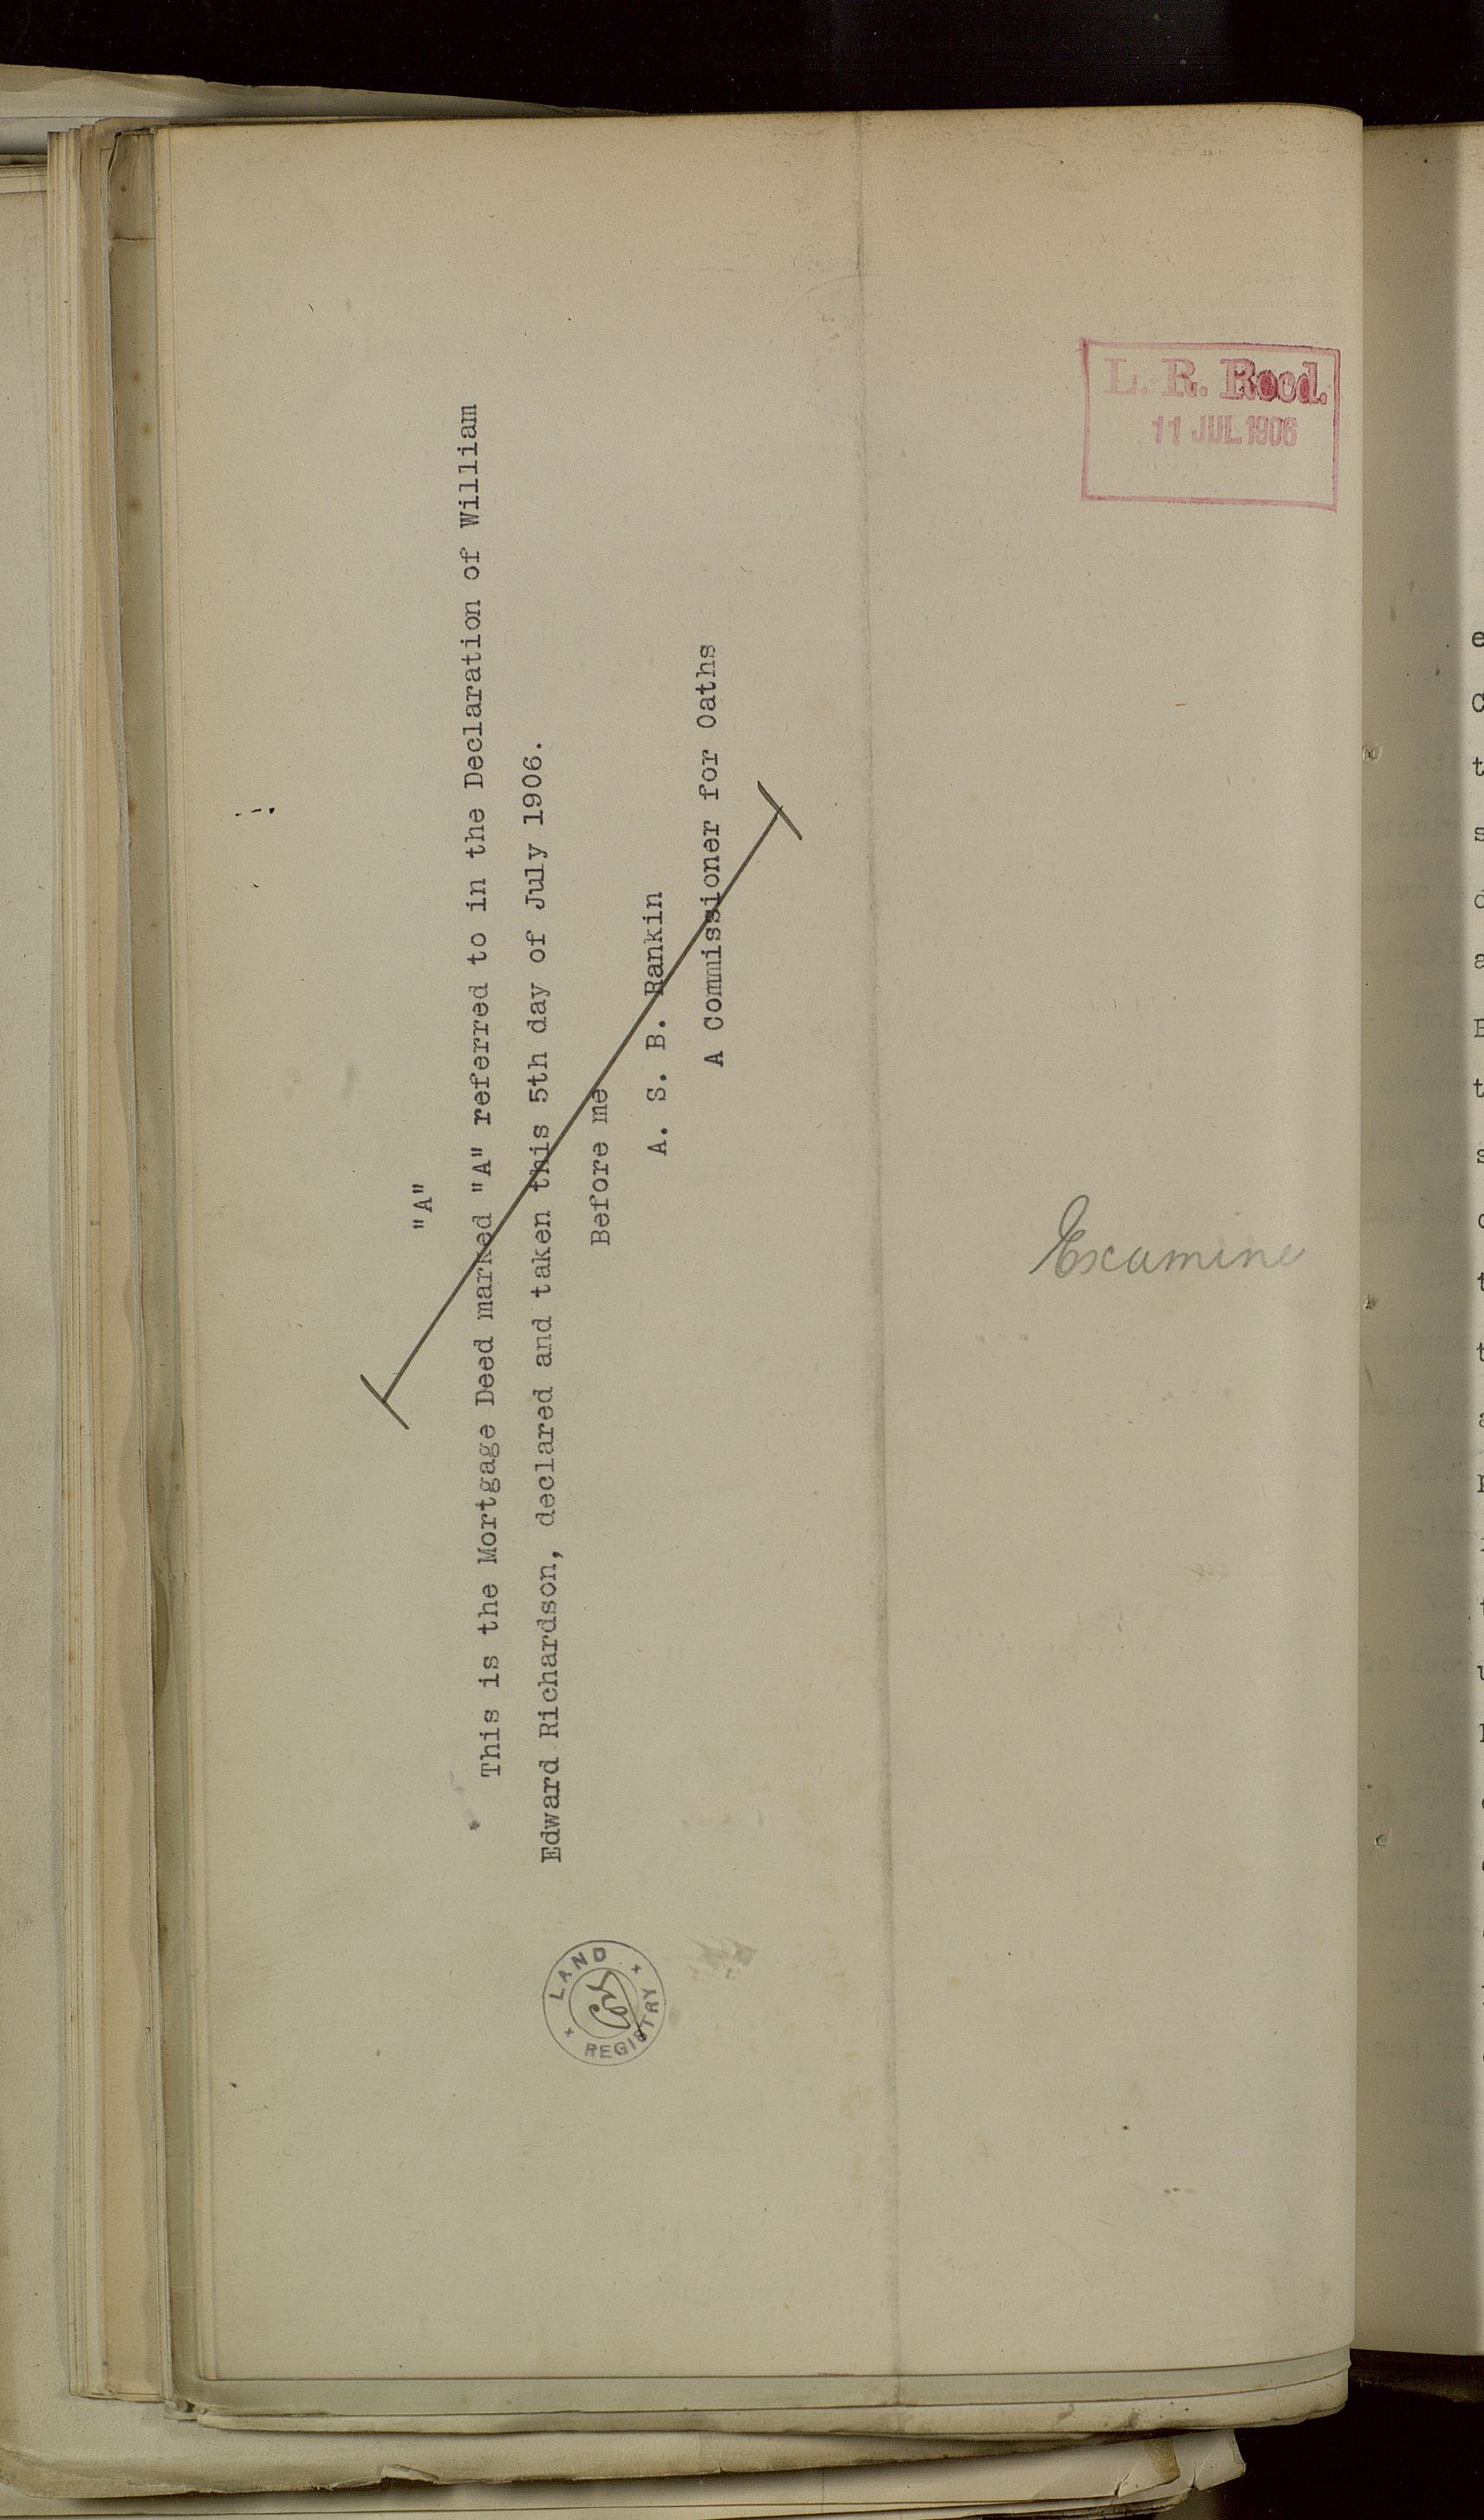 "A"
This is the Mortgage Deed marked "A" referred to in the Declaration of William
Edward Richardson, declared and taken this 5th day of July 1906.
Before me
A. S. B. Rankin
A Commissioner for Oaths
LAND
REGISTRY
L. R. Recd.
11 JUL. 1906
Examine